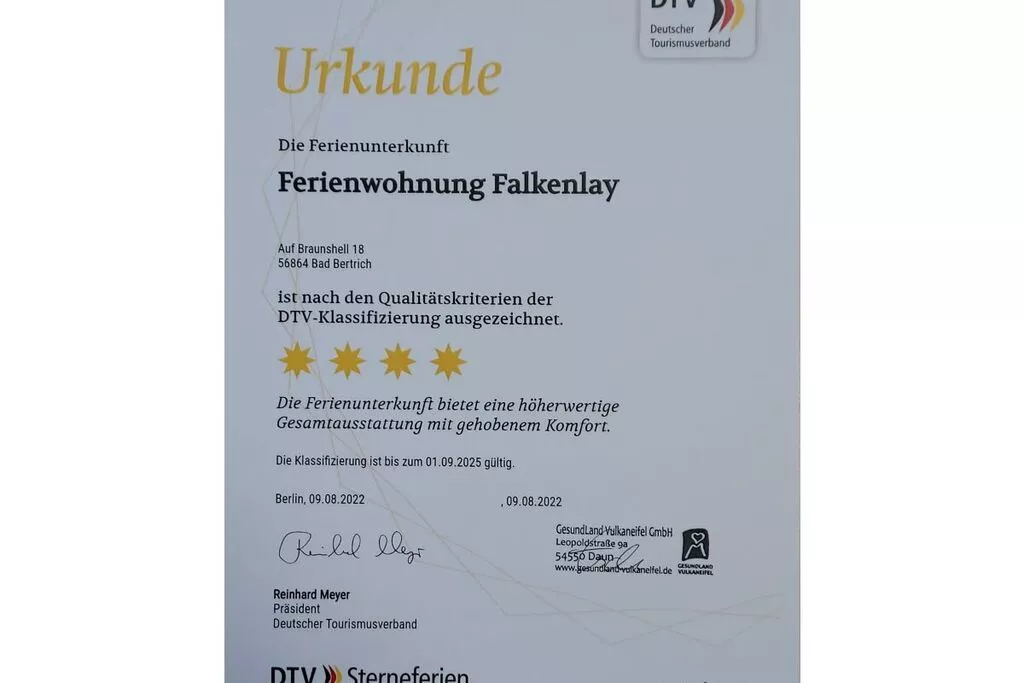 DTV
Deutscher
Tourismusverband
Urkunde
Die Ferienunterkunft
Ferienwohnung Falkenlay
Auf Braunshell 18
56864 Bad Bertrich
ist nach den Qualitätskriterien der
DTV-Klassifizierung ausgezeichnet.
Die Ferienunterkunft bietet eine höherwertige
Gesamtausstattung mit gehobenem Komfort.
Die Klassifizierung ist bis zum 01.09.2025 gültig.
Berlin, 09.08.2022
, 09.08.2022
GesundLand-Vulkaneifel GmbH
Leopoldstraße 9a
54550 Daun
www.gesundland-vulkaneifel.de
GESUNDLAND
VULKANEIFEL
Reinhard Meyer
Reinhard Meyer
Präsident
Deutscher Tourismusverband
DTV Sterneferien